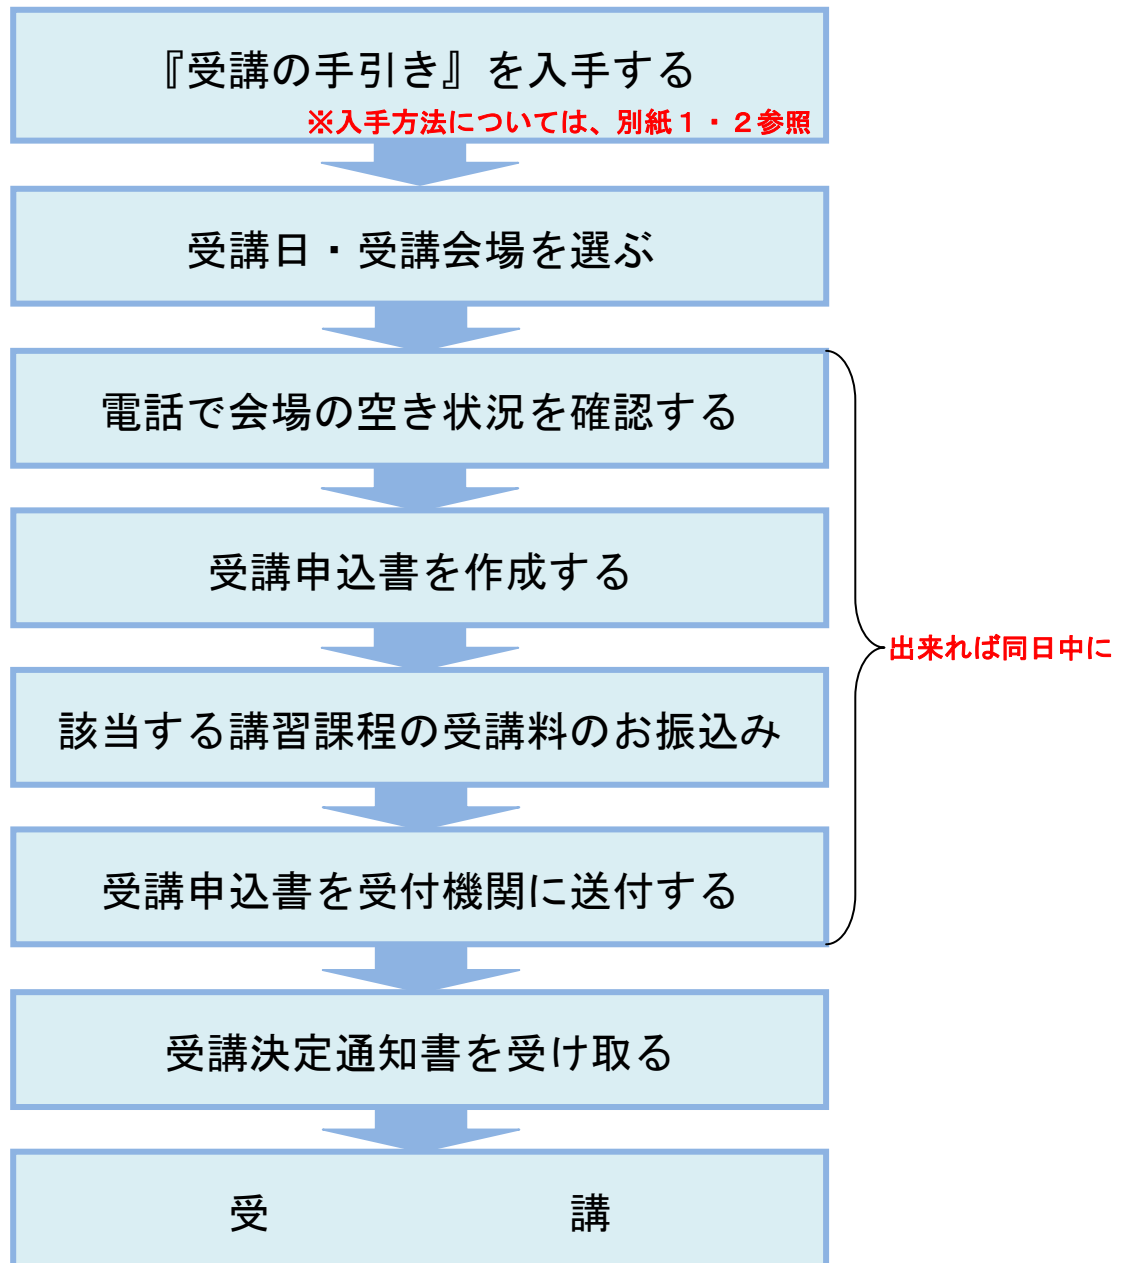 『受講の手引き』を入手する
※入手方法については、別紙１・２参照
受講日・受講会場を選ぶ
電話で会場の空き状況を確認する
受講申込書を作成する
出来れば同日中に
該当する講習課程の受講料のお振込み
受講申込書を受付機関に送付する
受講決定通知書を受け取る
受　　　　　　　講